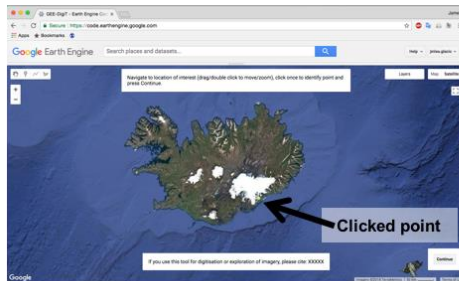 GEE-DigiT - Earth Engine Co
Secure
https://code.earthengine.google.com
Apps
Bookmarks
Google Earth Engine
Search places and datasets...
Help
Layers
Map
Satellite
Navigate to location of interest (drag/double click to move/zoom), click once to identify point and
press Continue
Clicked point
If you use this tool for digitisation or exploration of imagery, please cite: XXXXX
Continue
Google